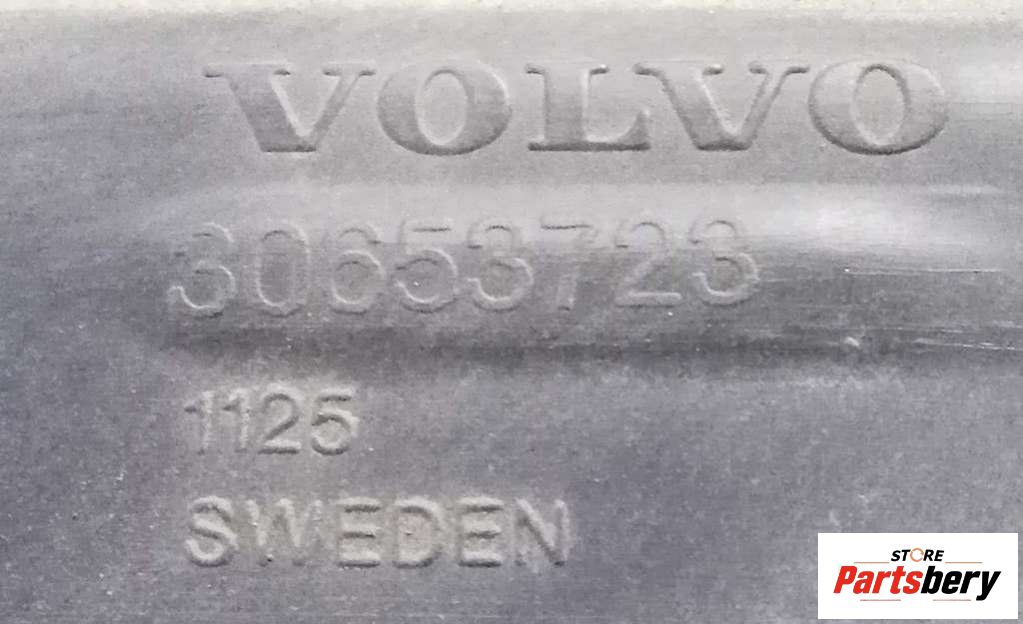 VOLVO
30653723
1125
SWEDEN
STORE
Partsbery